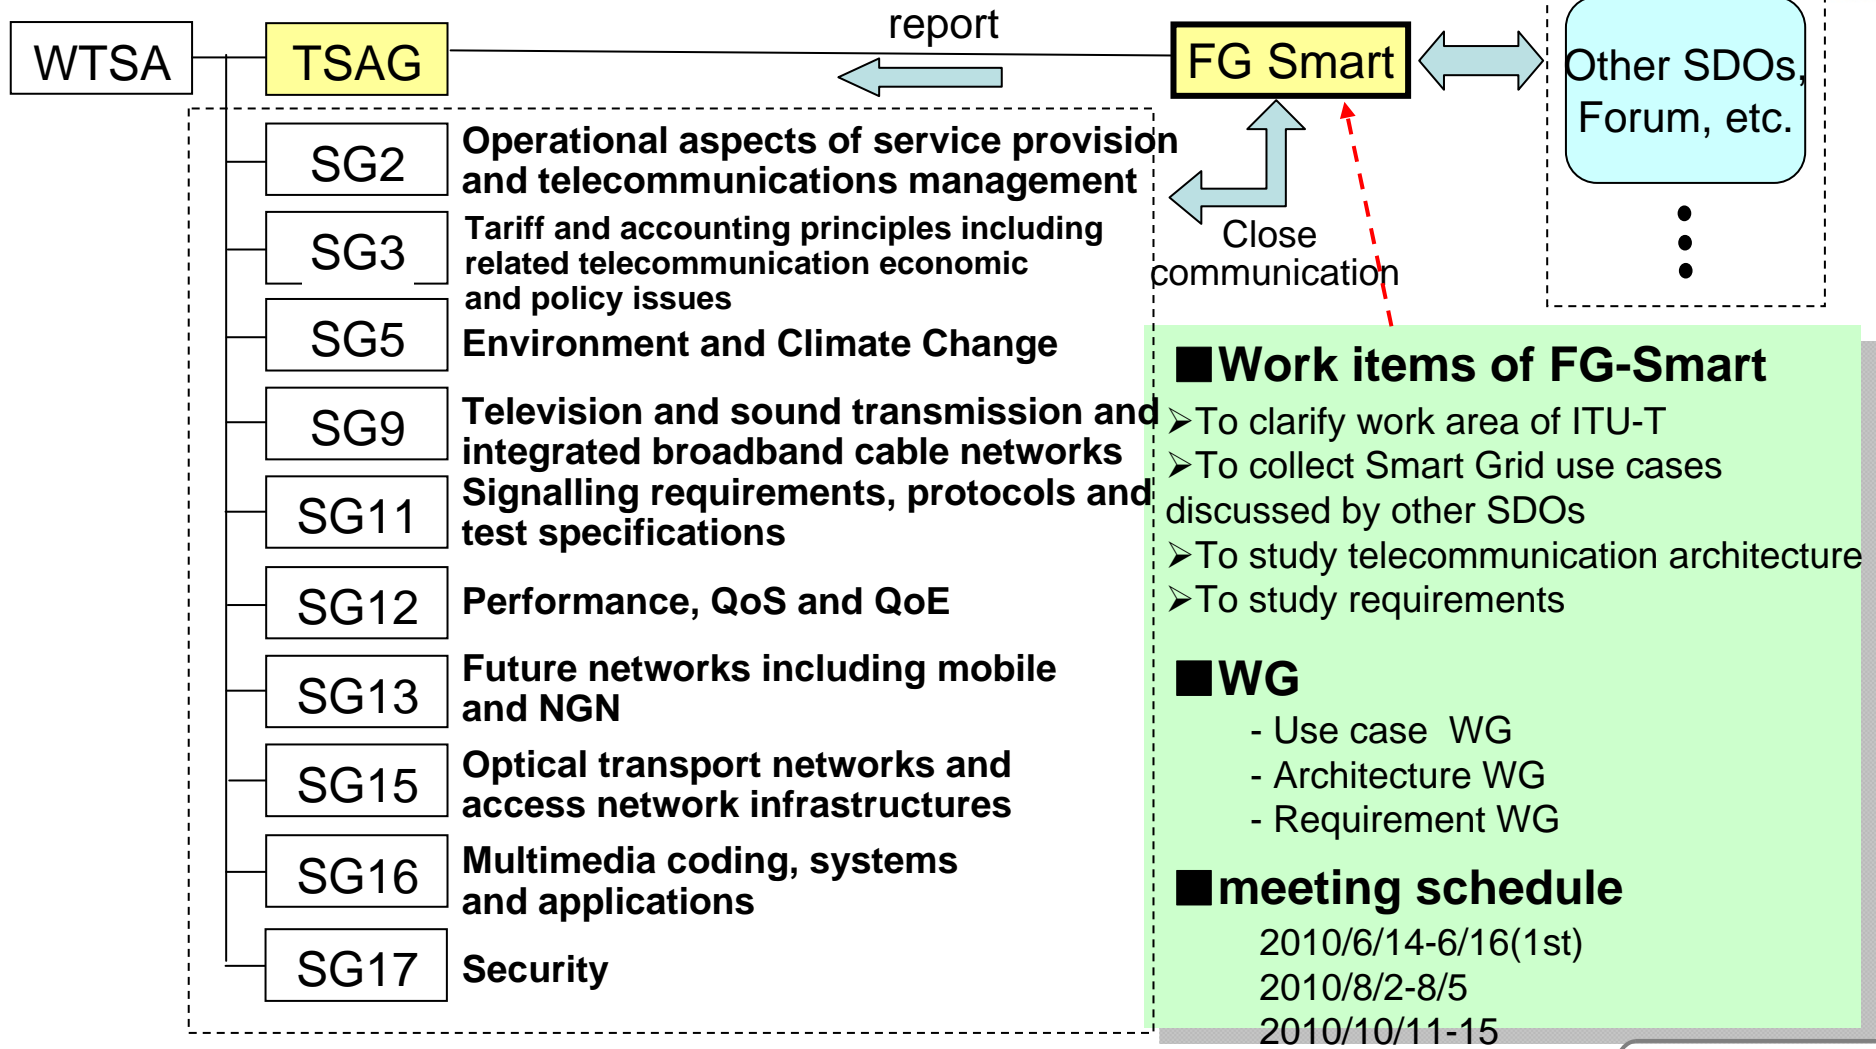 report
WTSA
TSAG
FG Smart
Other SDOs,
Forum, etc.
SG2
Operational aspects of service provision
and telecommunications management
SG3
Tariff and accounting principles including
related telecommunication economic
and policy issues
Close
communication
SG5
Environment and Climate Change
SG9
Television and sound transmission and
integrated broadband cable networks
SG11
Signalling requirements, protocols and
test specifications
SG12
Performance, QoS and QoE
SG13
Future networks including mobile
and NGN
SG15
Optical transport networks and
access network infrastructures
SG16
Multimedia coding, systems
and applications
SG17
Security
■Work items of FG-Smart
➢To clarify work area of ITU-T
➢To collect Smart Grid use cases
discussed by other SDOs
➢To study telecommunication architecture
➢To study requirements
■WG
- Use case  WG
- Architecture WG
- Requirement WG
■meeting schedule
2010/6/14-6/16(1st)
2010/8/2-8/5
2010/10/11-15